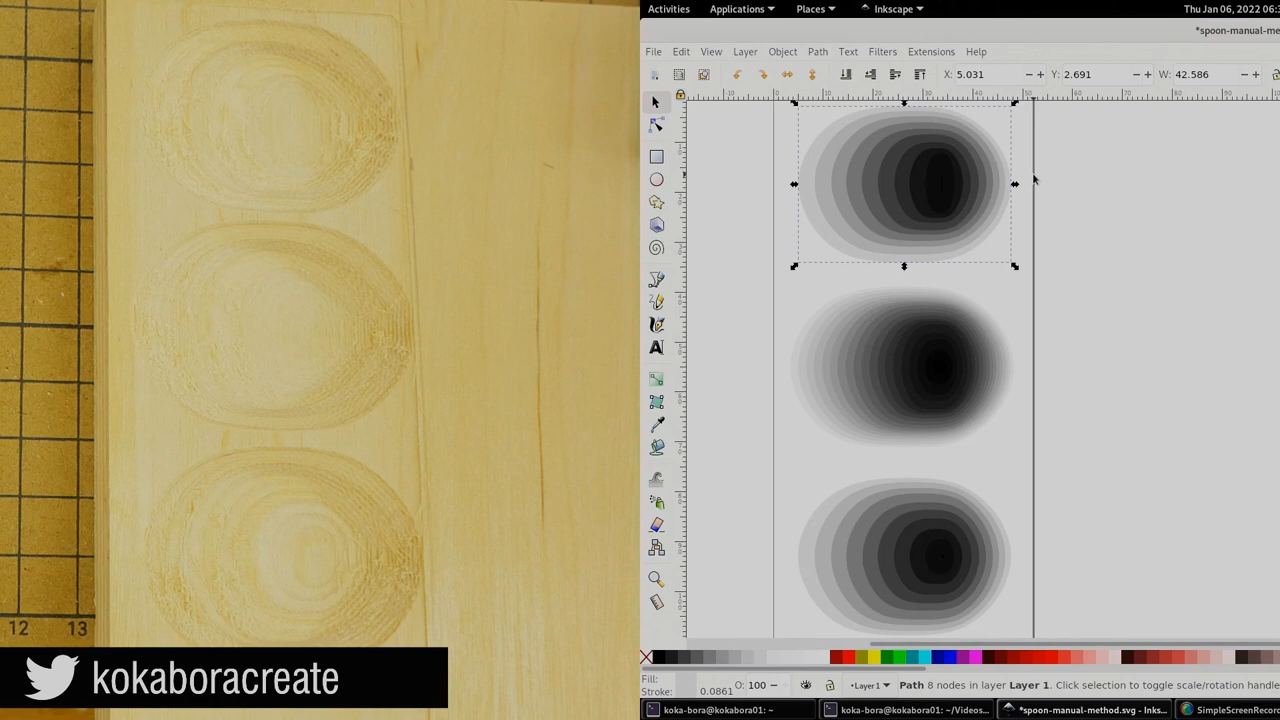 Activities Applications Places Inkscape Thu Jan 06, 2022 06:3
*spoon-manual-me
File Edit View Layer Object Path Text Filters Extensions Help
X: 5.031 − + Y: 2.691 − + W: 42.586 − +
12 13
kokaboracreate
Fill:
Stroke: 0.0861 O: 100 − + Layer 1 Path 8 nodes in layer Layer 1. Click selection to toggle scale/rotation handle
koka-bora@kokabora01: ~ koka-bora@kokabora01: ~/Videos... *spoon-manual-method.svg - Inks... SimpleScreenRecor